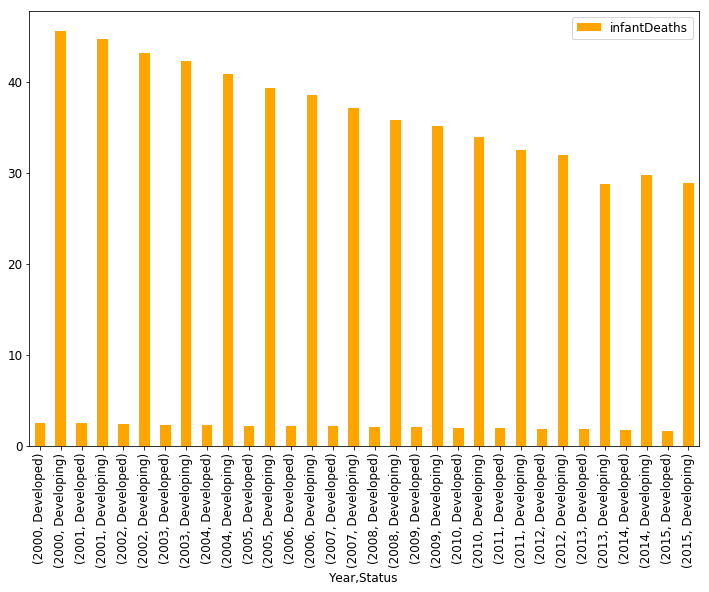 infantDeaths
40
30
20
10
0
(2000, Developed)
(2000, Developing)
(2001, Developed)
(2001, Developing)
(2002, Developed)
(2002, Developing)
(2003, Developed)
(2003, Developing)
(2004, Developed)
(2004, Developing)
(2005, Developed)
(2005, Developing)
(2006, Developed)
(2006, Developing)
(2007, Developed)
(2007, Developing)
(2008, Developed)
(2008, Developing)
(2009, Developed)
(2009, Developing)
(2010, Developed)
(2010, Developing)
(2011, Developed)
(2011, Developing)
(2012, Developed)
(2012, Developing)
(2013, Developed)
(2013, Developing)
(2014, Developed)
(2014, Developing)
(2015, Developed)
(2015, Developing)
Year,Status